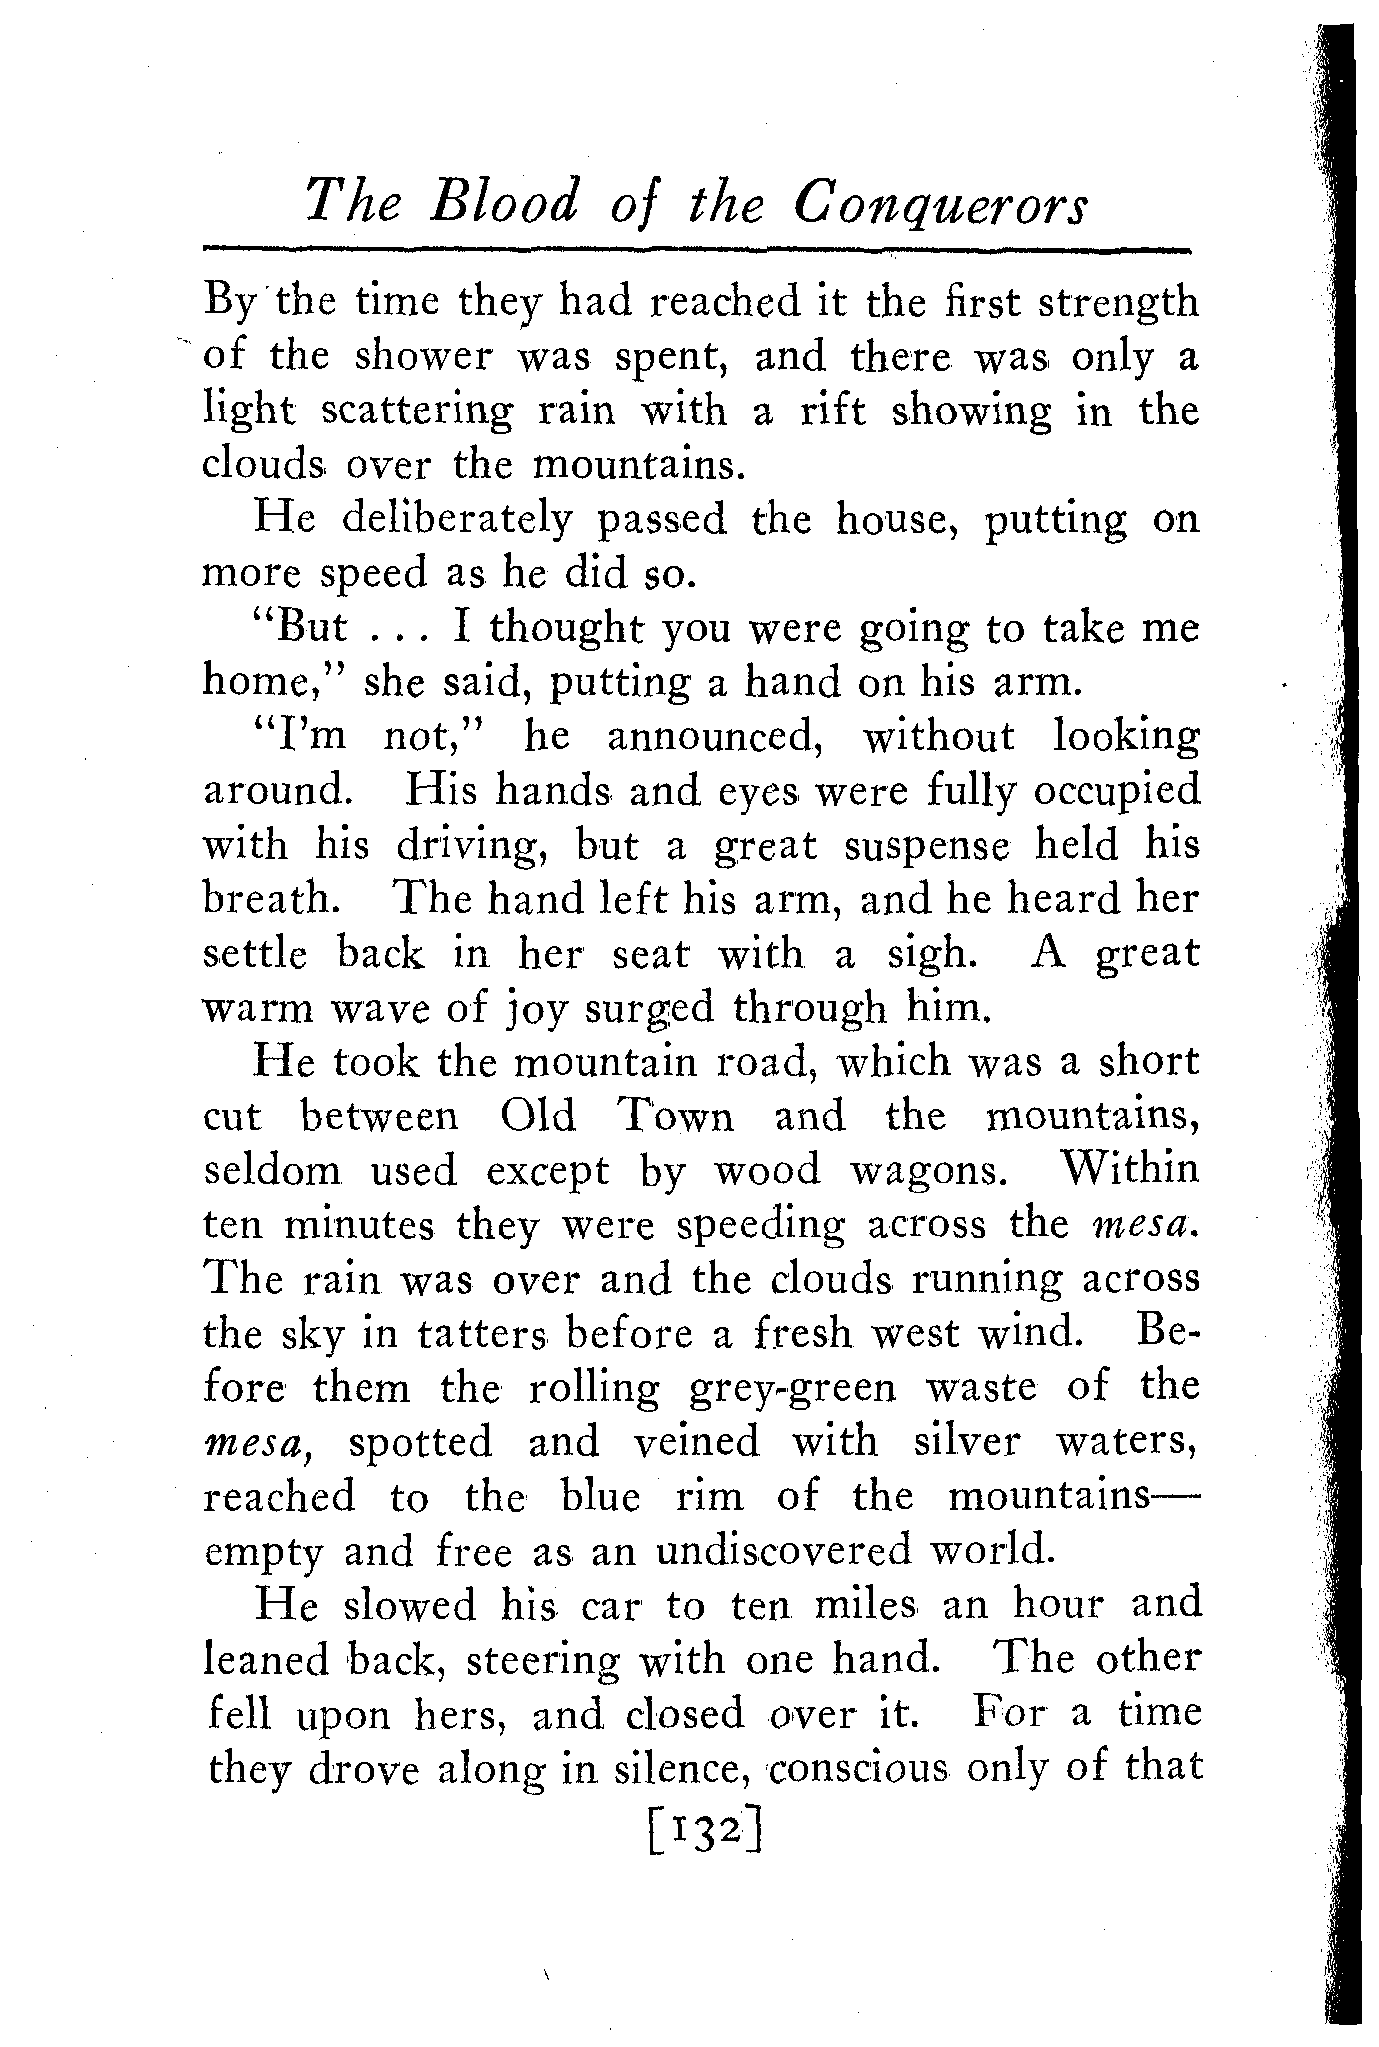 The Blood of the Conquerors
By the time they had reached it the first strength
of the shower was spent, and there was only a
light scattering rain with a rift showing in the
clouds over the mountains.
He deliberately passed the house, putting on
more speed as he did so.
"But . . . I thought you were going to take me
home," she said, putting a hand on his arm.
"I'm not," he announced, without looking
around. His hands and eyes were fully occupied
with his driving, but a great suspense held his
breath. The hand left his arm, and he heard her
settle back in her seat with a sigh. A great
warm wave of joy surged through him.
He took the mountain road, which was a short
cut between Old Town and the mountains,
seldom used except by wood wagons. Within
ten minutes they were speeding across the mesa.
The rain was over and the clouds running across
the sky in tatters before a fresh west wind. Be-
fore them the rolling grey-green waste of the
mesa, spotted and veined with silver waters,
reached to the blue rim of the mountains—
empty and free as an undiscovered world.
He slowed his car to ten miles an hour and
leaned back, steering with one hand. The other
fell upon hers, and closed over it. For a time
they drove along in silence, conscious only of that
[132]